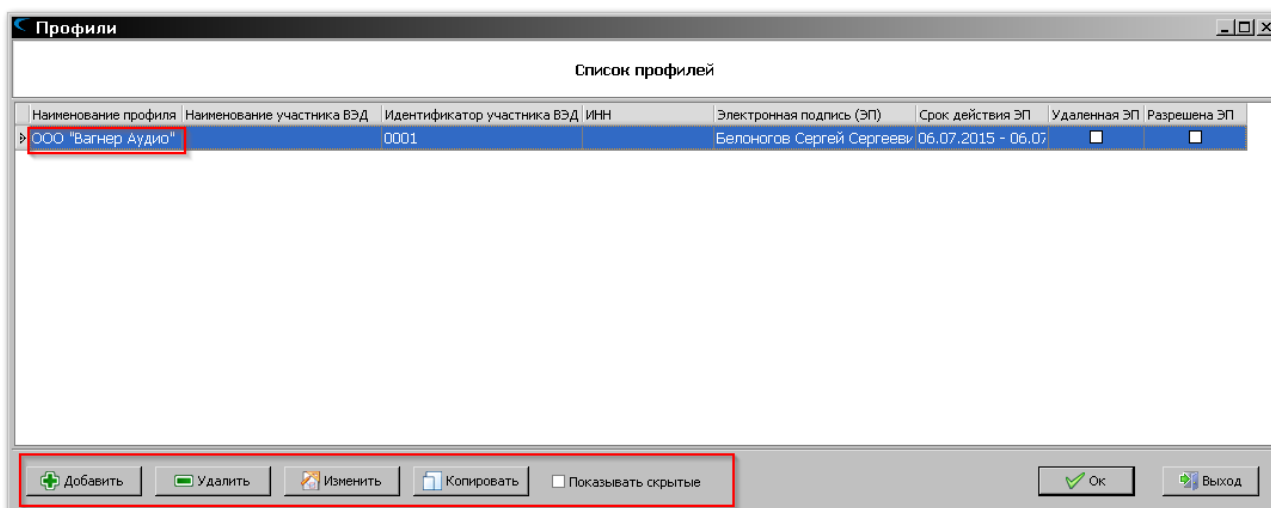 Профили
Список профилей
Наименование профиля Наименование участника ВЭД Идентификатор участника ВЭД ИНН Электронная подпись (ЭП) Срок действия ЭП Удаленная ЭП Разрешена ЭП
ООО "Вагнер Аудио" 0001 Белоногов Сергей Сергееви 06.07.2015 - 06.07
Добавить Удалить Изменить Копировать Показывать скрытые Ок Выход